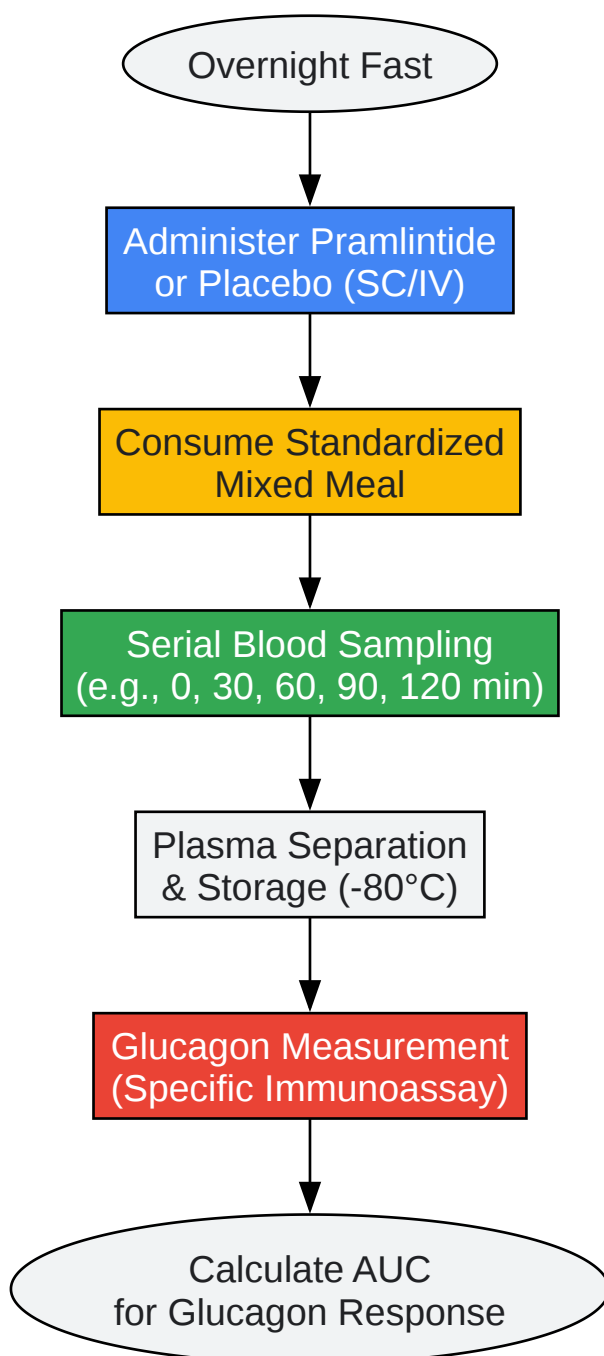 Overnight Fast
Administer Pramlintide
or Placebo (SC/IV)
Consume Standardized
Mixed Meal
Serial Blood Sampling
(e.g., 0, 30, 60, 90, 120 min)
Plasma Separation
& Storage (-80°C)
Glucagon Measurement
(Specific Immunoassay)
Calculate AUC
for Glucagon Response